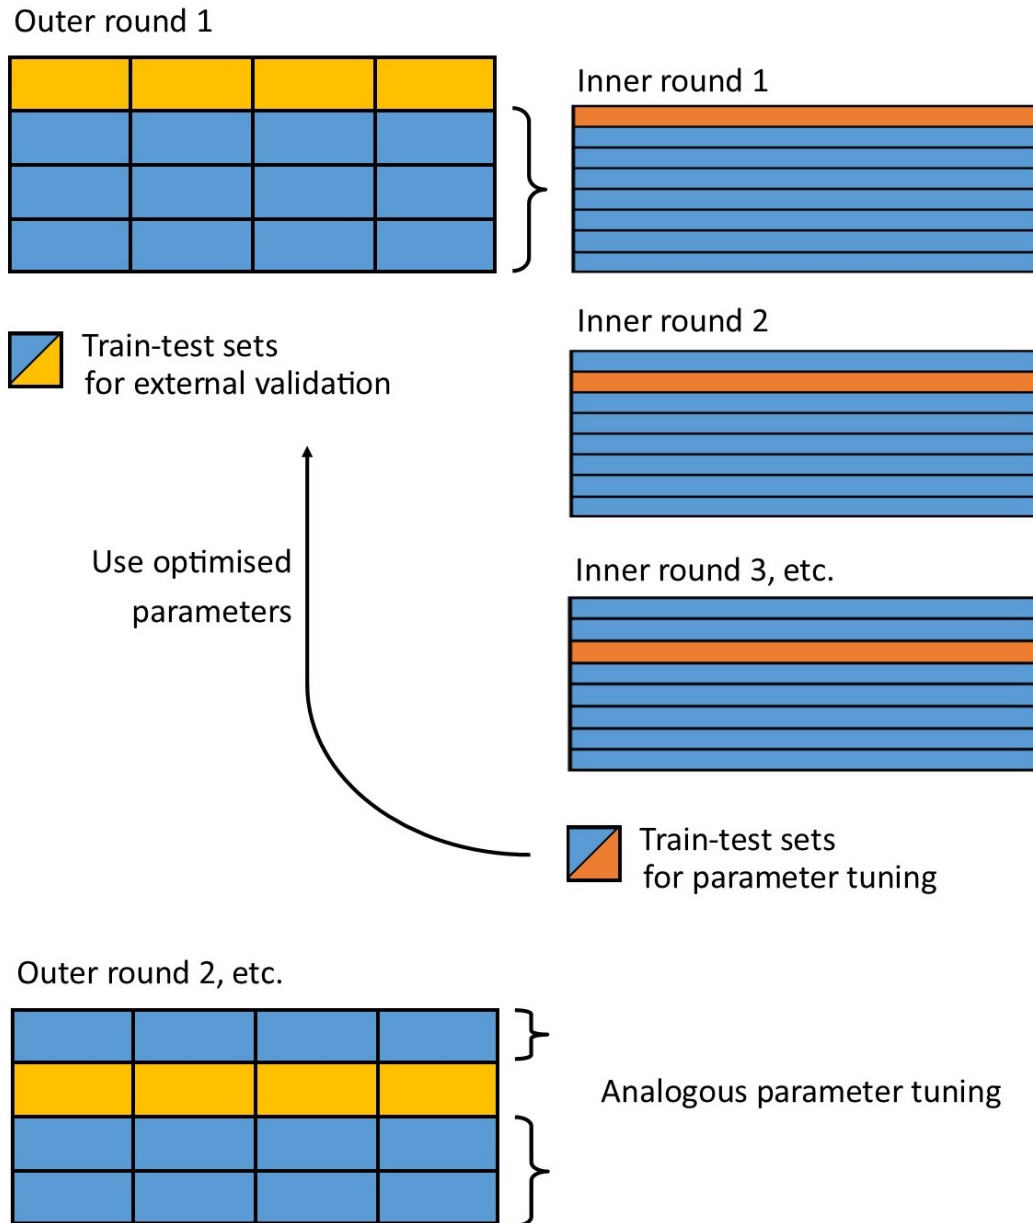 Outer round 1
Inner round 1
Train-test sets
for external validation
Inner round 2
Use optimised
parameters
Inner round 3, etc.
Train-test sets
for parameter tuning
Outer round 2, etc.
Analogous parameter tuning